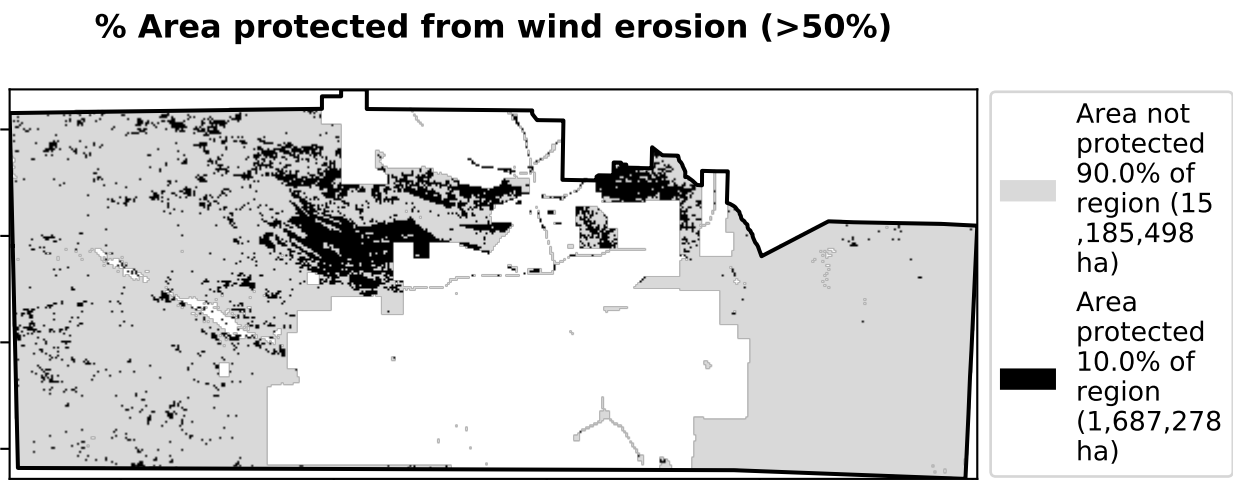 % Area protected from wind erosion (>50%)
Area not
protected
90.0% of
region (15
,185,498
ha)
Area
protected
10.0% of
region
(1,687,278
ha)